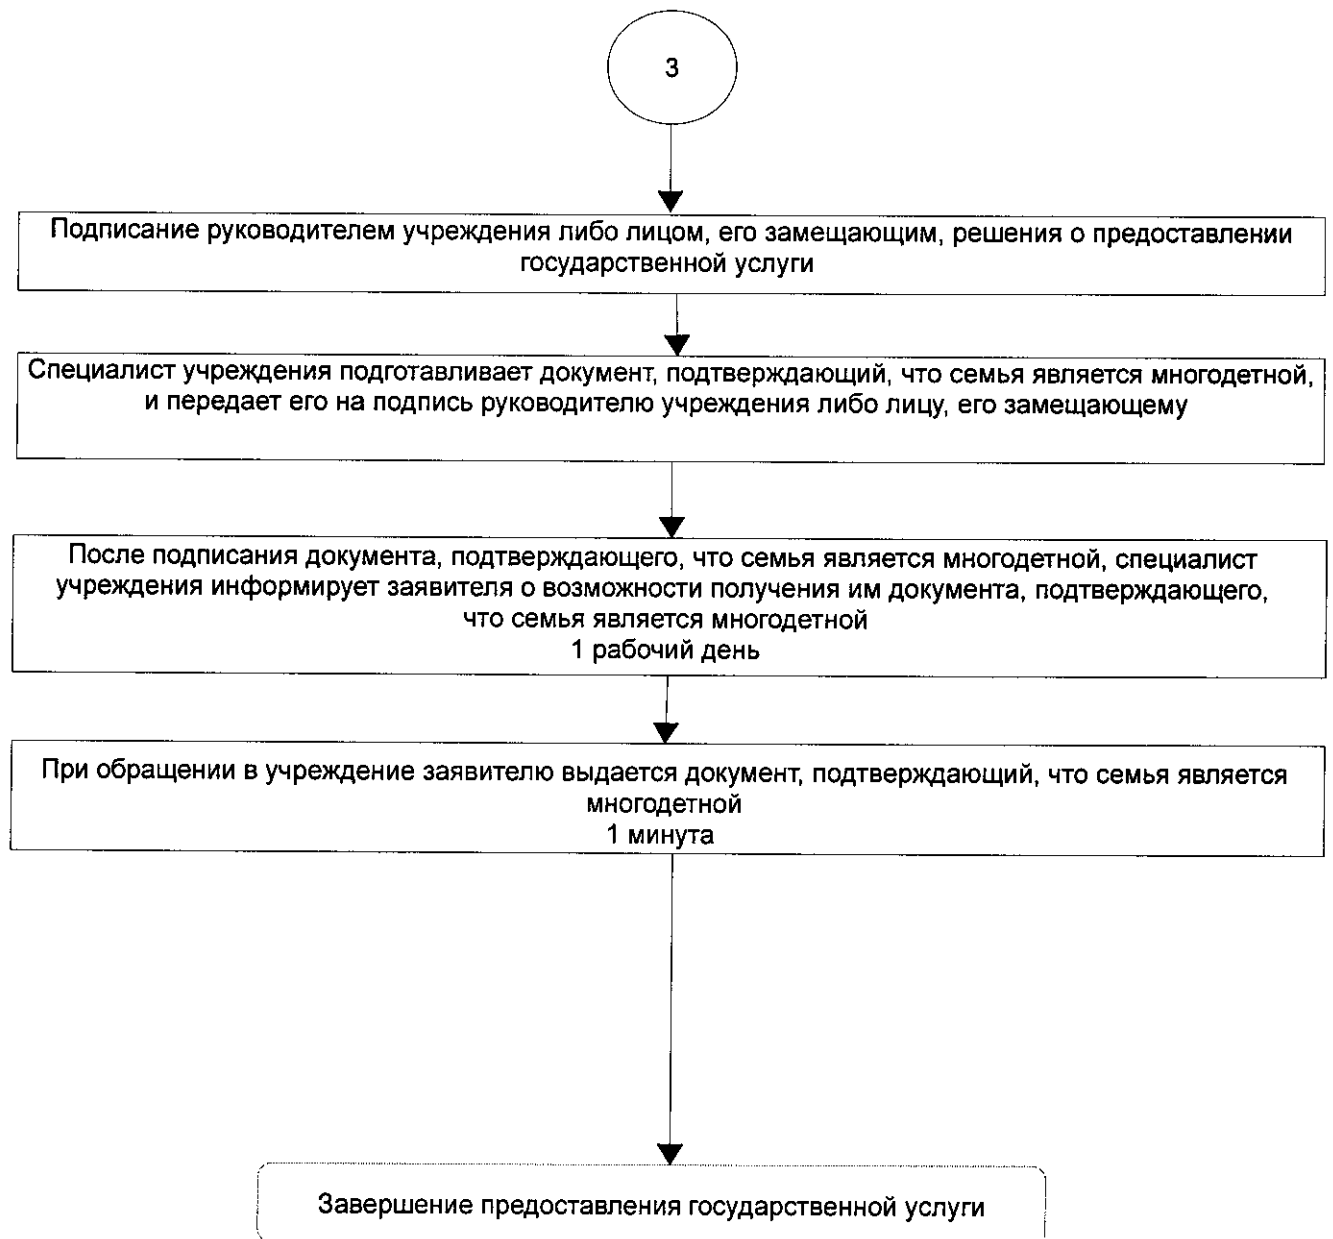 3
Подписание руководителем учреждения либо лицом, его замещающим, решения о предоставлении
государственной услуги
Специалист учреждения подготавливает документ, подтверждающий, что семья является многодетной,
и передает его на подпись руководителю учреждения либо лицу, его замещающему
После подписания документа, подтверждающего, что семья является многодетной, специалист
учреждения информирует заявителя о возможности получения им документа, подтверждающего,
что семья является многодетной
1 рабочий день
При обращении в учреждение заявителю выдается документ, подтверждающий, что семья является
многодетной
1 минута
Завершение предоставления государственной услуги